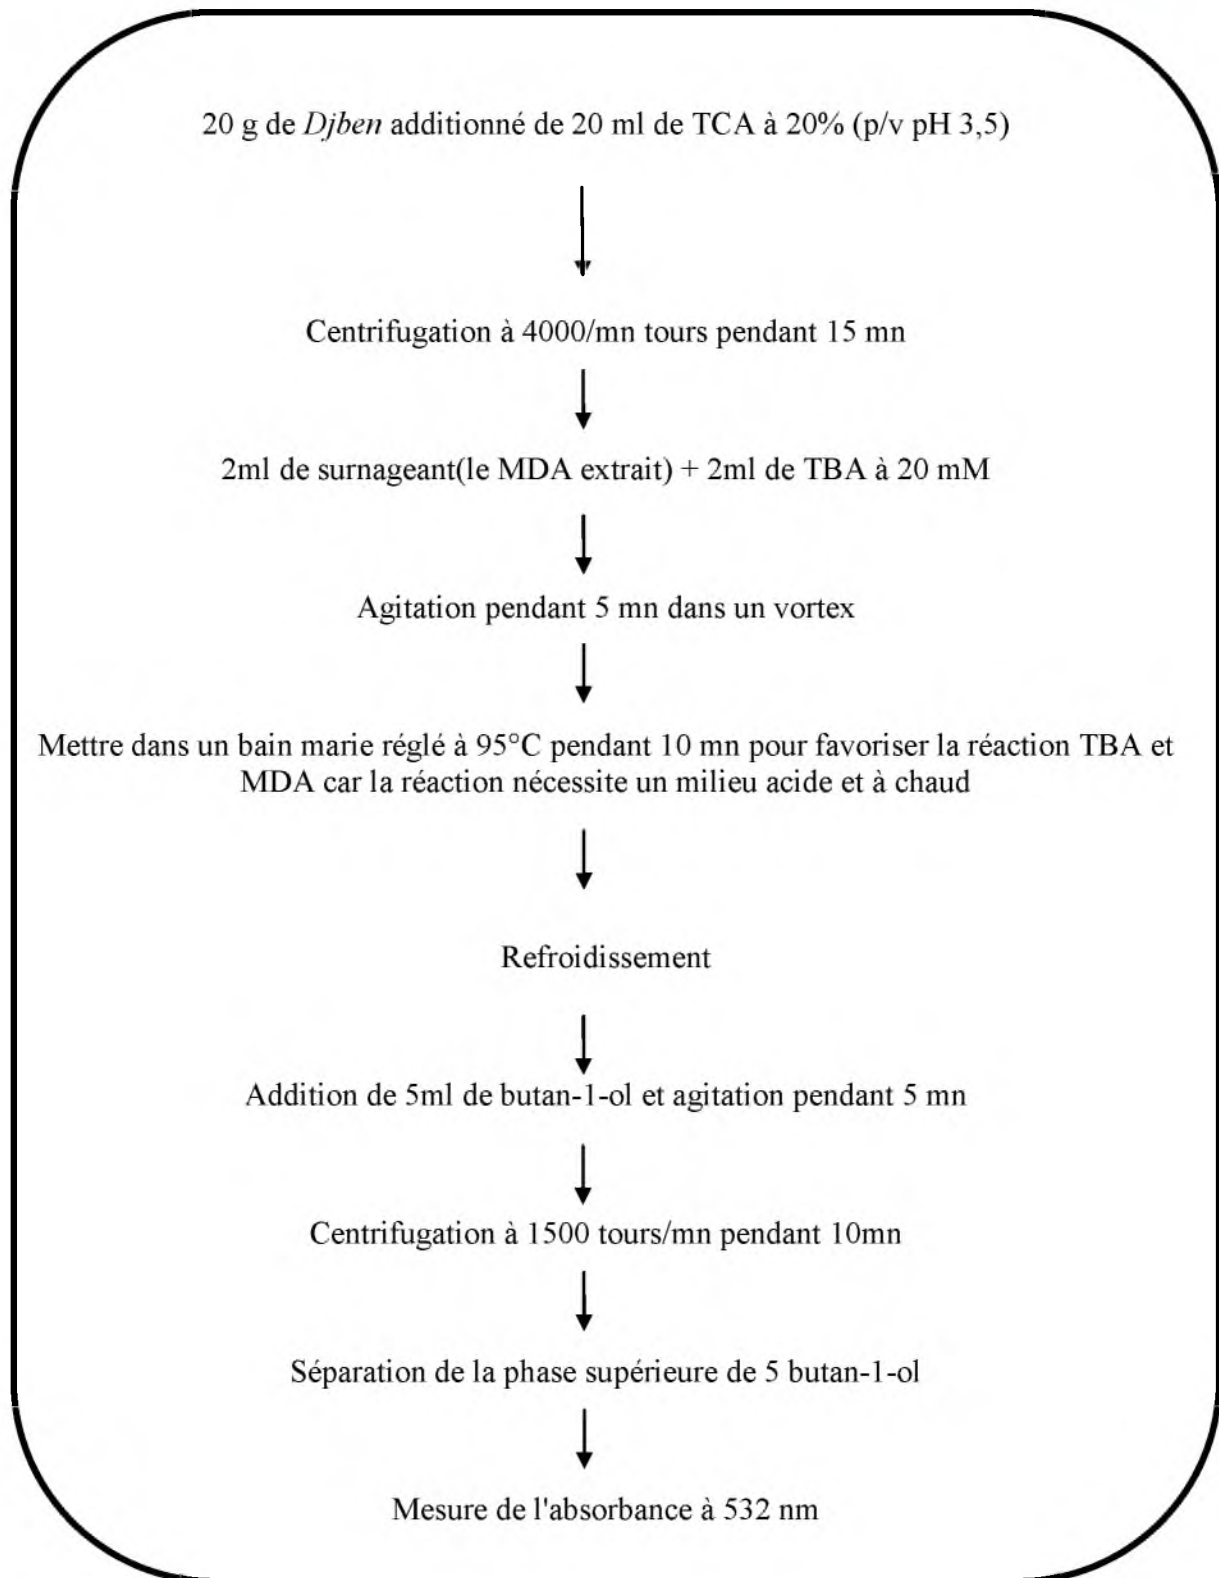 20 g de Djben additionné de 20 ml de TCA à 20% (p/v pH 3,5)
Centrifugation à 4000/mn tours pendant 15 mn
2ml de surnageant(le MDA extrait) + 2ml de TBA à 20 mM
Agitation pendant 5 mn dans un vortex
Mettre dans un bain marie réglé à 95°C pendant 10 mn pour favoriser la réaction TBA et
MDA car la réaction nécessite un milieu acide et à chaud
Refroidissement
Addition de 5ml de butan-1-ol et agitation pendant 5 mn
Centrifugation à 1500 tours/mn pendant 10mn
Séparation de la phase supérieure de 5 butan-1-ol
Mesure de l'absorbance à 532 nm